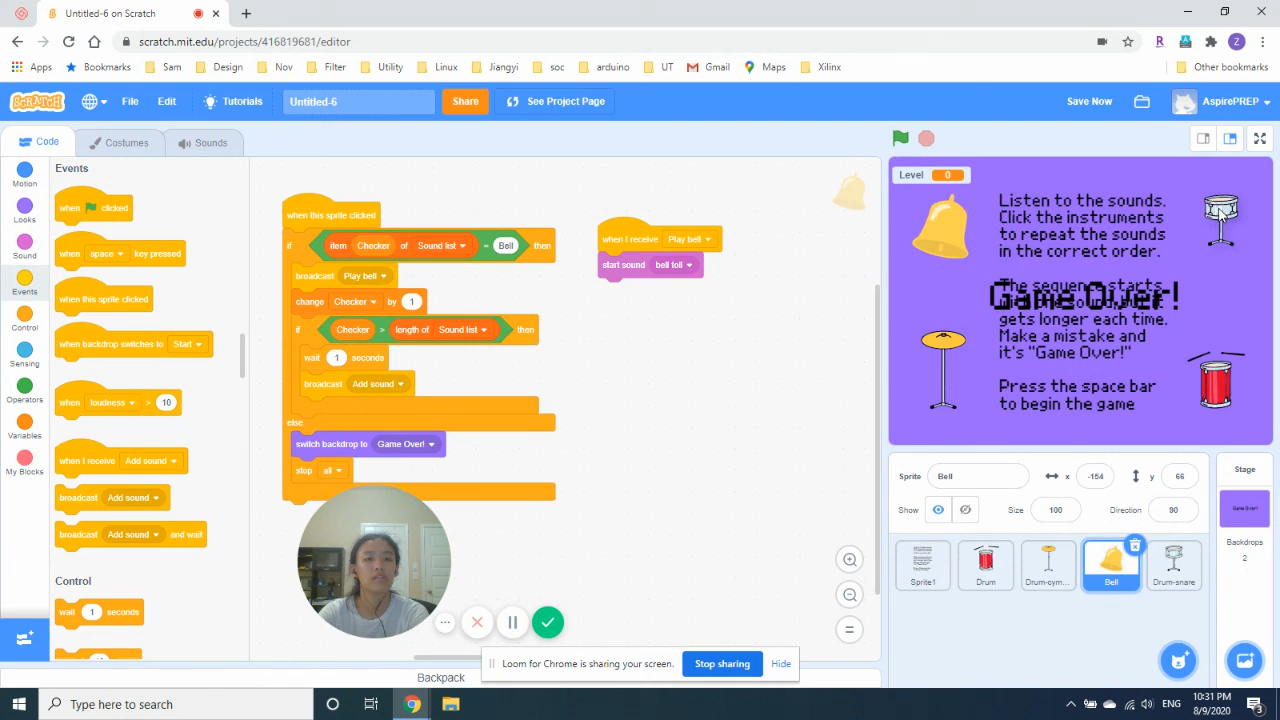 Untitled-6 on Scratch
scratch.mit.edu/projects/416819681/editor
Apps Bookmarks Sam Design Nov Filter Utility Linux Jiangyi soc arduino UT Gmail Maps Xilinx Other bookmarks
SCRATCH File Edit Tutorials Untitled-6 Share See Project Page Save Now AspirePREP
Code Costumes Sounds
Motion
Looks
Sound
Events
Control
Sensing
Operators
Variables
My Blocks
Events
when clicked
when space key pressed
when this sprite clicked
when backdrop switches to Start
when loudness > 10
when I receive Add sound
broadcast Add sound
broadcast Add sound and wait
Control
wait 1 seconds
when this sprite clicked
if item Checker of Sound list = Bell then
broadcast Play bell
change Checker by 1
if Checker > length of Sound list then
wait 1 seconds
broadcast Add sound
else
switch backdrop to Game Over!
stop all
when I receive Play bell
start sound bell toll
Level 0
Listen to the sounds.
Click the instruments
to repeat the sounds
in the correct order.
The sequence starts
Game Over!
gets longer each time.
Make a mistake and
it's "Game Over!"
Press the space bar
to begin the game
Sprite Bell x -154 y 66
Show Size 100 Direction 90
Sprite1 Drum Drum-cym... Bell Drum-snare
Stage
Game Over!
Backdrops
2
Loom for Chrome is sharing your screen. Stop sharing Hide
Backpack
Type here to search
ENG
10:31 PM
8/9/2020
3